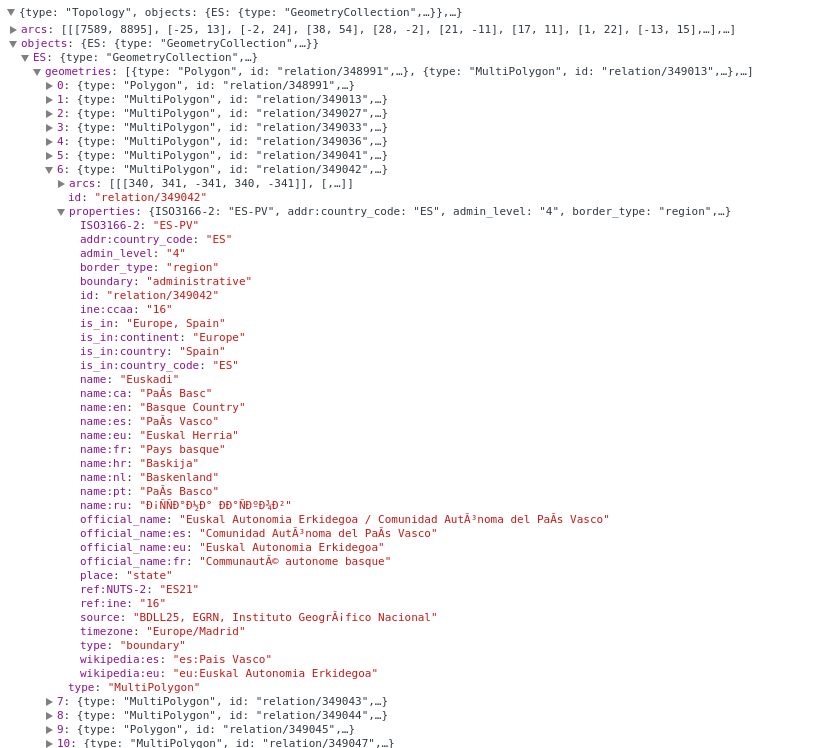 {type: "Topology", objects: {ES: {type: "GeometryCollection",…}},…}
arcs: [[[7589, 8895], [-25, 13], [-2, 24], [38, 54], [28, -2], [21, -11], [17, 11], [1, 22], [-13, 15],…],…]
objects: {ES: {type: "GeometryCollection",…}}
ES: {type: "GeometryCollection",…}
geometries: [{type: "Polygon", id: "relation/348991",…}, {type: "MultiPolygon", id: "relation/349013",…},…]
0: {type: "Polygon", id: "relation/348991",…}
1: {type: "MultiPolygon", id: "relation/349013",…}
2: {type: "MultiPolygon", id: "relation/349027",…}
3: {type: "MultiPolygon", id: "relation/349033",…}
4: {type: "MultiPolygon", id: "relation/349036",…}
5: {type: "MultiPolygon", id: "relation/349041",…}
6: {type: "MultiPolygon", id: "relation/349042",…}
arcs: [[[340, 341, -341, 340, -341]], [,…]]
id: "relation/349042"
properties: {ISO3166-2: "ES-PV", addr:country_code: "ES", admin_level: "4", border_type: "region",…}
ISO3166-2: "ES-PV"
addr:country_code: "ES"
admin_level: "4"
border_type: "region"
boundary: "administrative"
id: "relation/349042"
ine:ccaa: "16"
is_in: "Europe, Spain"
is_in:continent: "Europe"
is_in:country: "Spain"
is_in:country_code: "ES"
name: "Euskadi"
name:ca: "PaÃs Basc"
name:en: "Basque Country"
name:es: "PaÃs Vasco"
name:eu: "Euskal Herria"
name:fr: "Pays basque"
name:hr: "Baskija"
name:nl: "Baskenland"
name:pt: "PaÃs Basco"
name:ru: "Ð¡ÑÑÐ°Ð½Ð° ÐÐ°ÑÐºÐ¾Ð²"
official_name: "Euskal Autonomia Erkidegoa / Comunidad AutÃ³noma del PaÃs Vasco"
official_name:es: "Comunidad AutÃ³noma del PaÃs Vasco"
official_name:eu: "Euskal Autonomia Erkidegoa"
official_name:fr: "CommunautÃ© autonome basque"
place: "state"
ref:NUTS-2: "ES21"
ref:ine: "16"
source: "BDLL25, EGRN, Instituto GeogrÃ¡fico Nacional"
timezone: "Europe/Madrid"
type: "boundary"
wikipedia:es: "es:Pais Vasco"
wikipedia:eu: "eu:Euskal Autonomia Erkidegoa"
type: "MultiPolygon"
7: {type: "MultiPolygon", id: "relation/349043",…}
8: {type: "MultiPolygon", id: "relation/349044",…}
9: {type: "Polygon", id: "relation/349045",…}
10: {type: "MultiPolygon", id: "relation/349047",…}